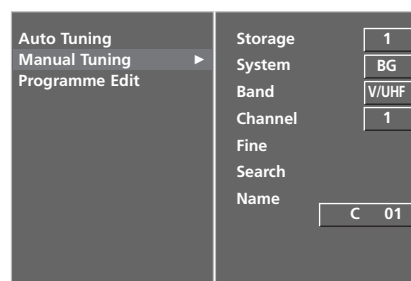 Auto Tuning
Manual Tuning ►
Programme Edit
Storage 1
System BG
Band V/UHF
Channel 1
Fine
Search
Name
C 01